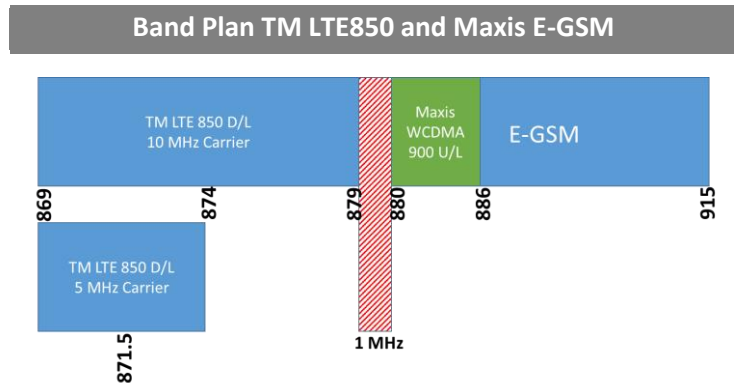 Band Plan TM LTE850 and Maxis E-GSM
TM LTE 850 D/L
10 MHz Carrier
Maxis
WCDMA
900 U/L
E-GSM
869
874
879
880
886
915
TM LTE 850 D/L
5 MHz Carrier
871.5
1 MHz